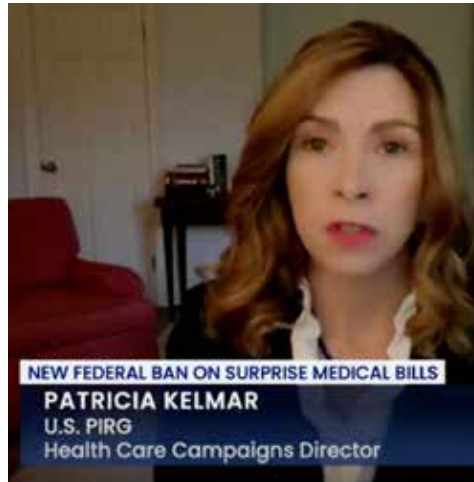 NEW FEDERAL BAN ON SURPRISE MEDICAL BILLS
PATRICIA KELMAR
U.S. PIRG
Health Care Campaigns Director